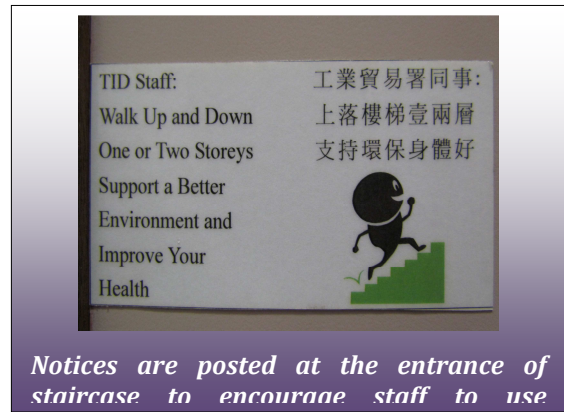 TID Staff:
Walk Up and Down
One or Two Storeys
Support a Better
Environment and
Improve Your
Health
工業貿易署同事:
上落樓梯壹兩層
支持環保身體好
Notices are posted at the entrance of
staircase to encourage staff to use